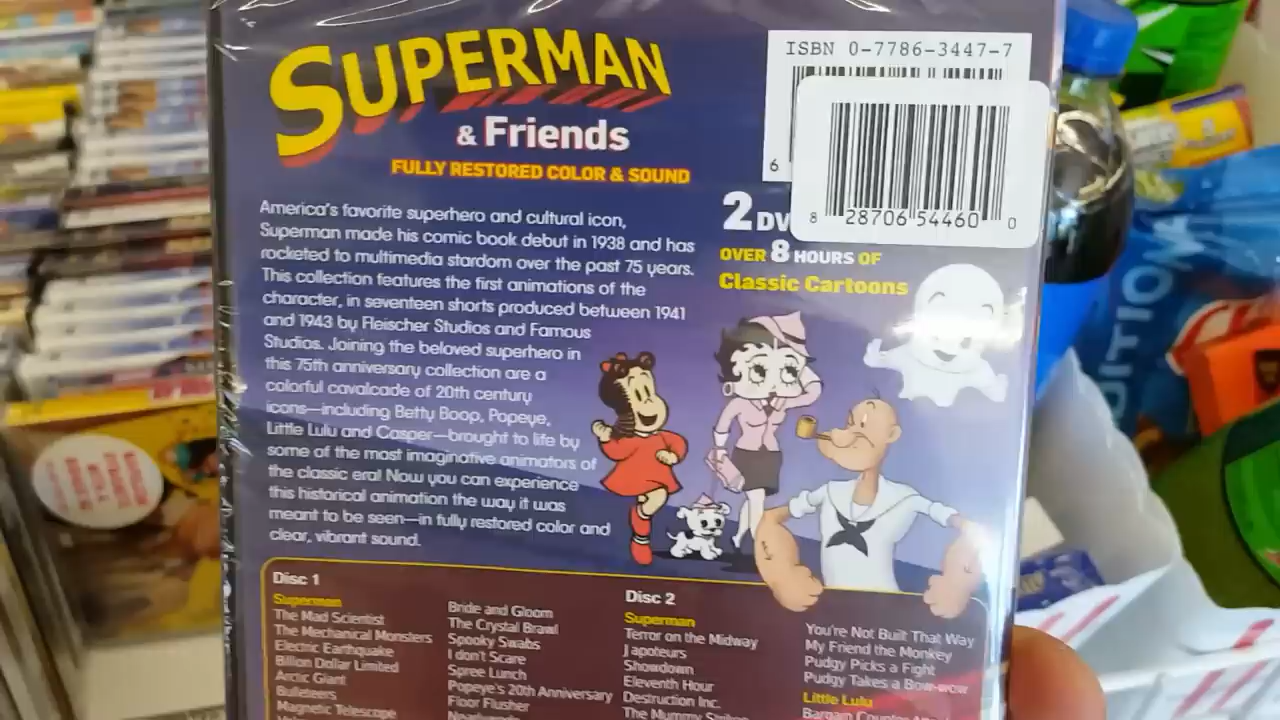 SUPERMAN
& Friends
FULLY RESTORED COLOR & SOUND
America's favorite superhero and cultural icon,
Superman made his comic book debut in 1938 and has
rocketed to multimedia stardom over the past 75 years.
This collection features the first animations of the
character, in seventeen shorts produced between 1941
and 1943 by Fleischer Studios and Famous
Studios. Joining the beloved superhero in
this 75th anniversary collection are a
colorful cavalcade of 20th century
icons—including Betty Boop, Popeye,
Little Lulu and Casper—brought to life by
some of the most imaginative animators of
the classic era! Now you can experience
this historical animation the way it was
meant to be seen—in fully restored color and
clear, vibrant sound.
ISBN 0-7786-3447-7
6
8 28706 54460 0
2 DV
OVER 8 HOURS OF
Classic Cartoons
Disc 1
Superman
The Mad Scientist
The Mechanical Monsters
Electric Earthquake
Billion Dollar Limited
Arctic Giant
Bulleteers
Magnetic Telescope
Bride and Gloom
The Crystal Brawl
Spooky Swabs
I don't Scare
Spree Lunch
Popeye's 20th Anniversary
Floor Flusher
Disc 2
Superman
Terror on the Midway
Japoteurs
Showdown
Eleventh Hour
Destruction Inc.
The Mummy Strikes
You're Not Built That Way
My Friend the Monkey
Pudgy Picks a Fight
Pudgy Takes a Bow-wow
Little Lulu
Bargain Counter
DITION